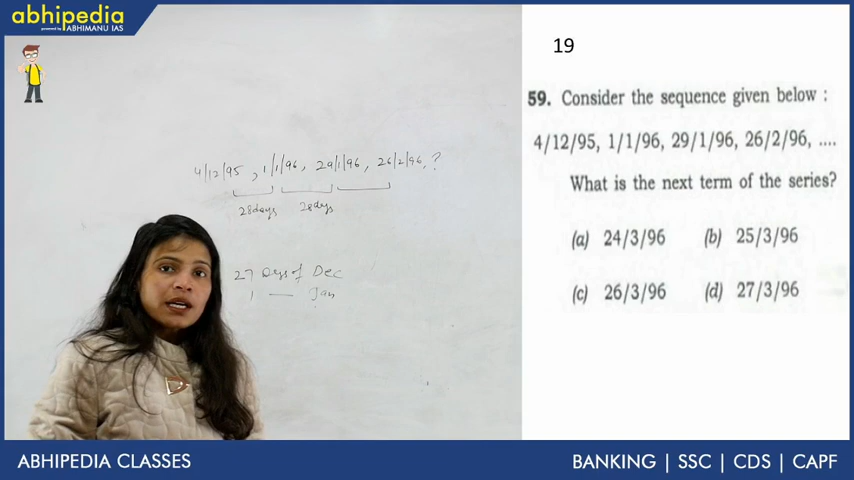 abhipedia
powered by ABHIMANU IAS
4/12/95, 1/1/96, 29/1/96, 26/2/96, ?
28days 28days
27 Days of Dec
1 — Jan
19
59. Consider the sequence given below :
4/12/95, 1/1/96, 29/1/96, 26/2/96, ....
What is the next term of the series?
(a) 24/3/96 (b) 25/3/96
(c) 26/3/96 (d) 27/3/96
ABHIPEDIA CLASSES
BANKING | SSC | CDS | CAPF